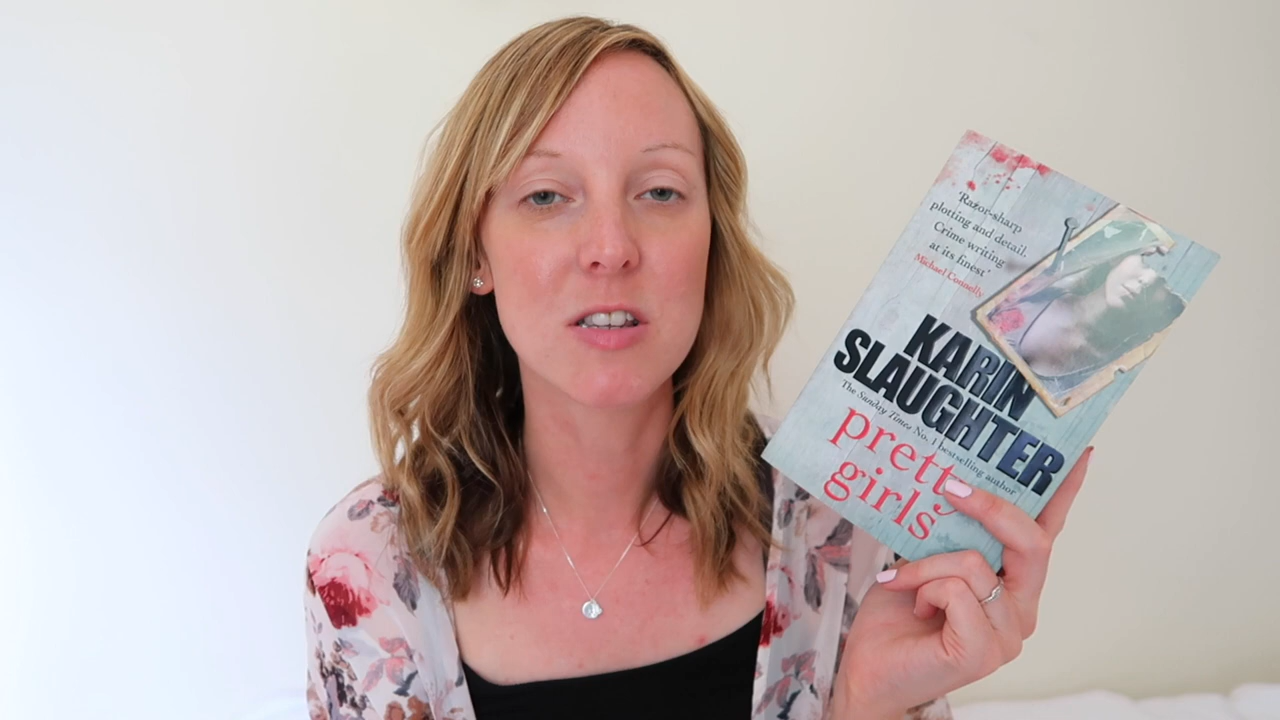 'Razor-sharp
plotting and detail.
Crime writing
at its finest'
Michael Connelly
KARIN
SLAUGHTER
The Sunday Times No. 1 bestselling author
pretty
girls